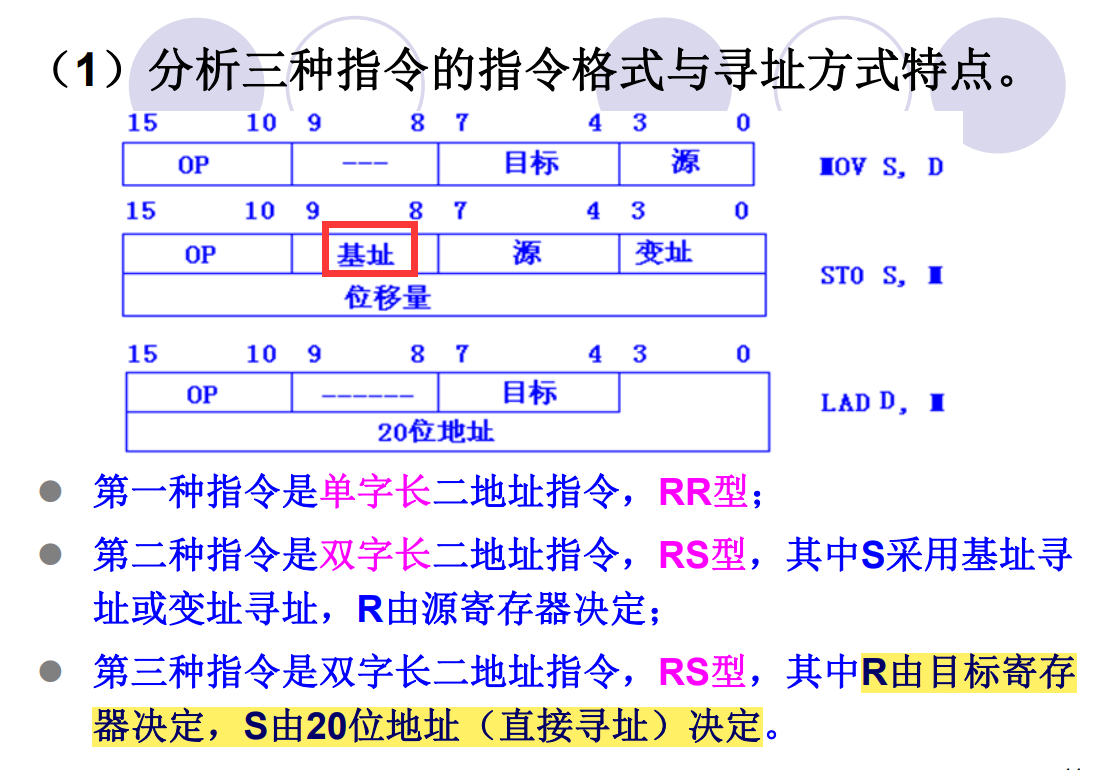 （1）分析三种指令的指令格式与寻址方式特点。
15 10 9 8 7 4 3 0
OP --- 目标 源 MOV S, D
15 10 9 8 7 4 3 0
OP 基址 源 变址
位移量 STO S, M
15 10 9 8 7 4 3 0
OP ------ 目标
20位地址 LAD D, M
● 第一种指令是单字长二地址指令，RR型；
● 第二种指令是双字长二地址指令，RS型，其中S采用基址寻
址或变址寻址，R由源寄存器决定；
● 第三种指令是双字长二地址指令，RS型，其中R由目标寄存
器决定，S由20位地址（直接寻址）决定。